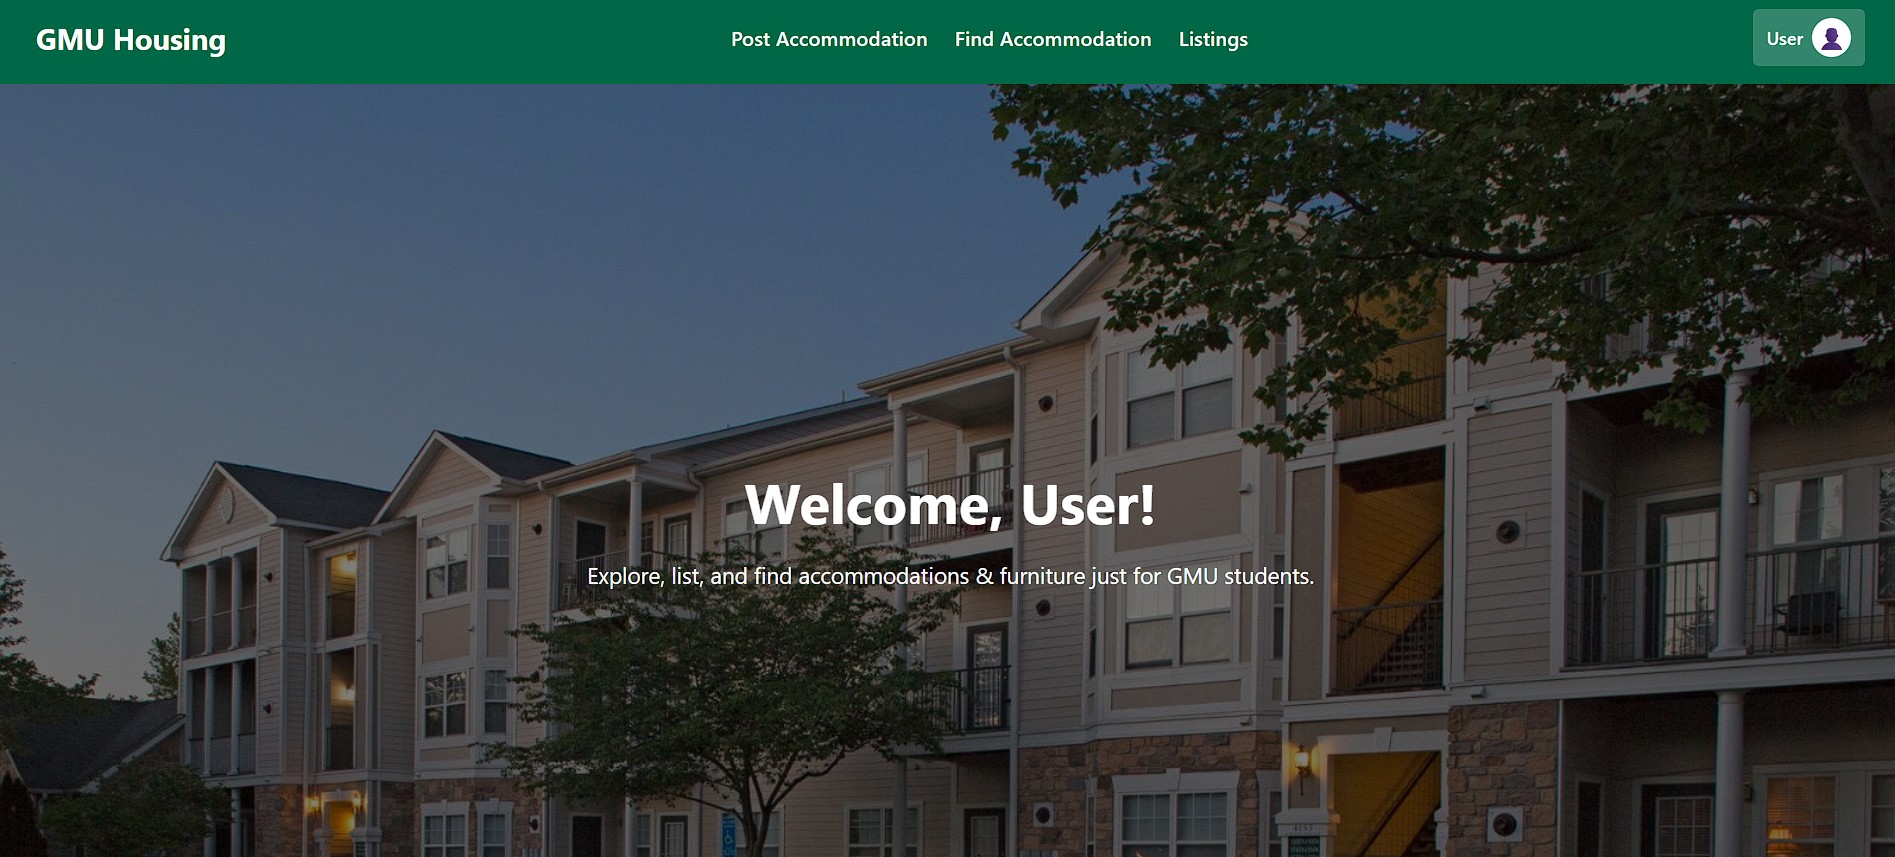 GMU Housing
Post Accommodation
Find Accommodation
Listings
User
Welcome, User!
Explore, list, and find accommodations & furniture just for GMU students.
4153